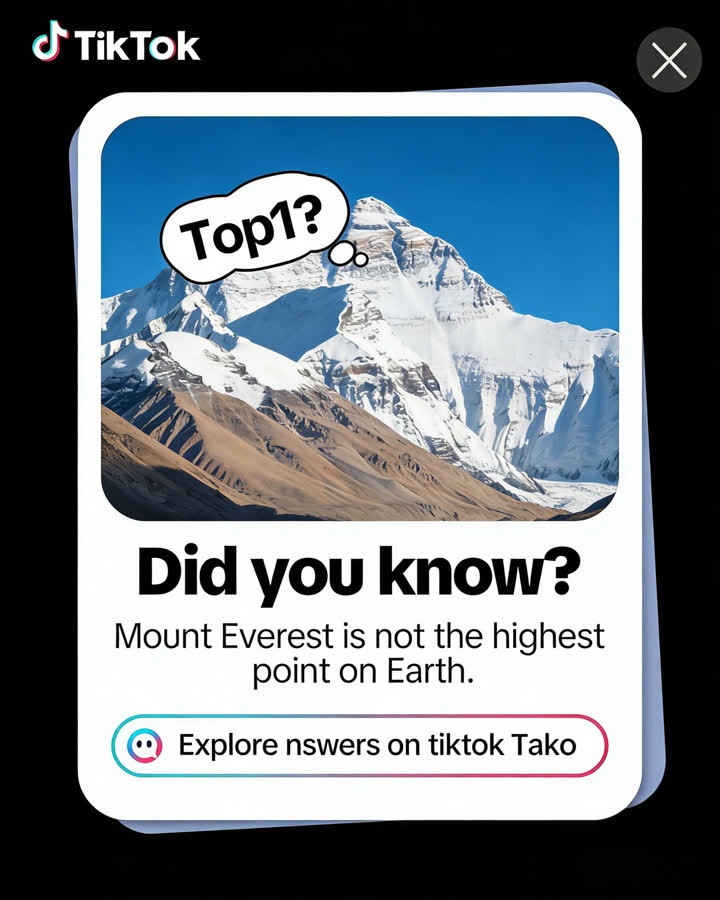 TikTok
Top1?
Did you know?
Mount Everest is not the highest
point on Earth.
Explore nswers on tiktok Tako